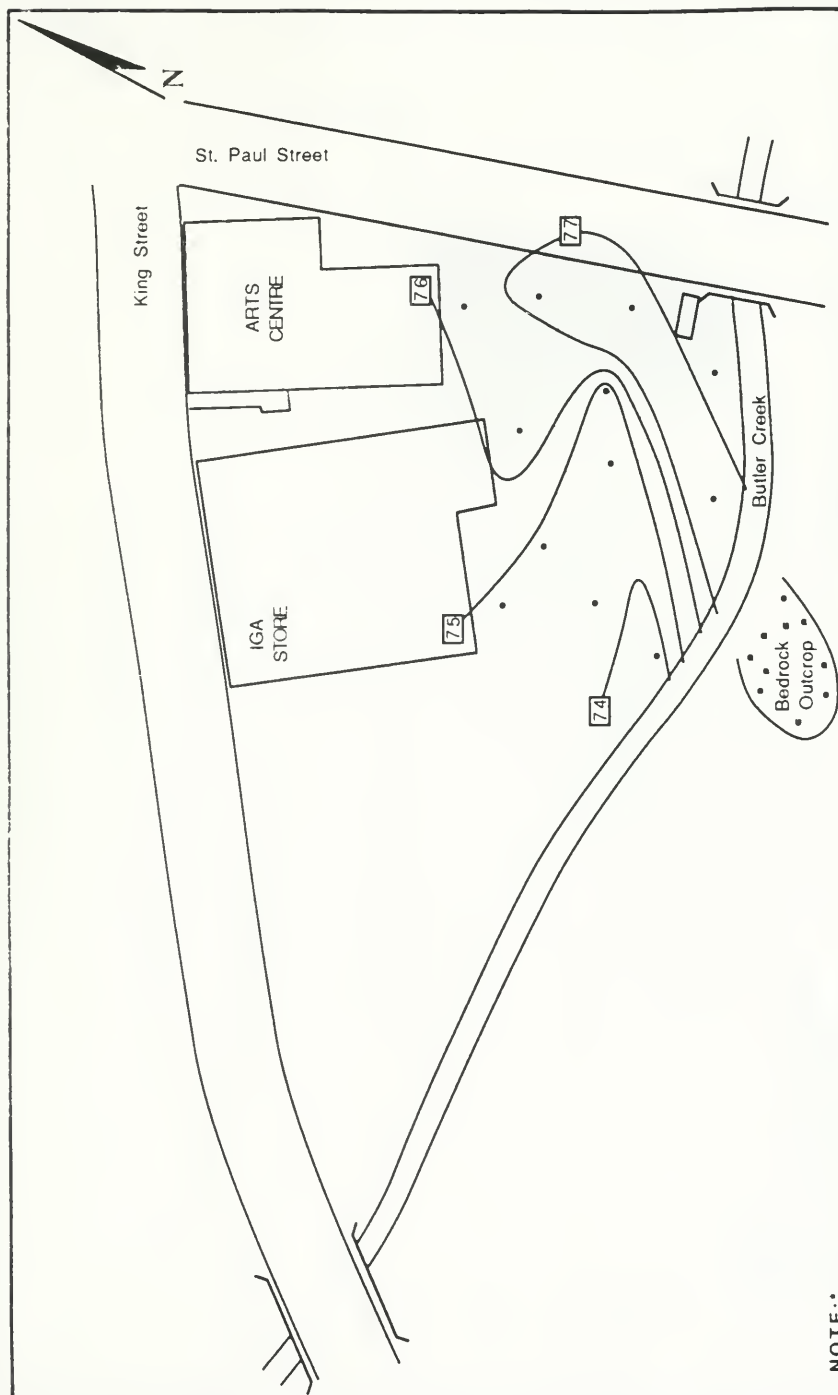 N
St. Paul Street
King Street
ARTS
CENTRE
76
77
IGA
STORE
75
74
Butler Creek
Bedrock
Outcrop
NOTE: